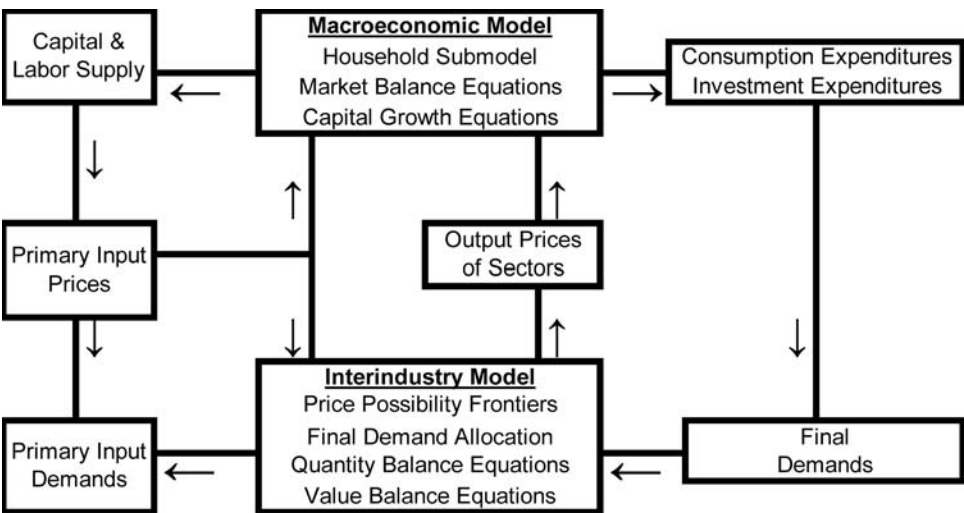 Capital &
Labor Supply
Macroeconomic Model
Household Submodel
Market Balance Equations
Capital Growth Equations
Consumption Expenditures
Investment Expenditures
Primary Input
Prices
Output Prices
of Sectors
Primary Input
Demands
Interindustry Model
Price Possibility Frontiers
Final Demand Allocation
Quantity Balance Equations
Value Balance Equations
Final
Demands